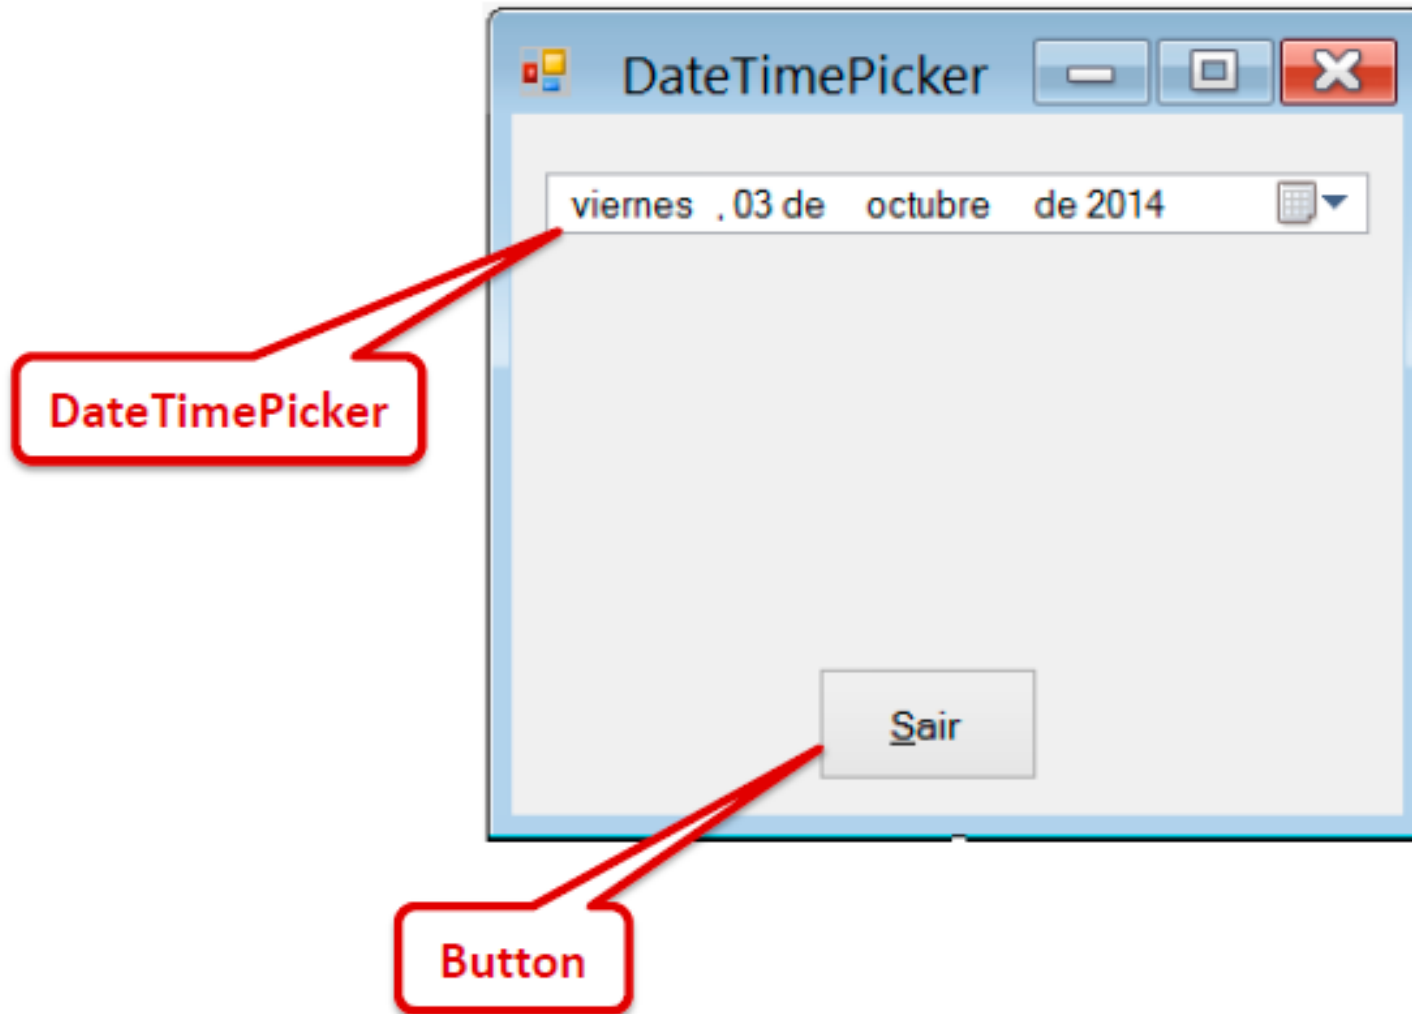 DateTimePicker
viernes , 03 de octubre de 2014
DateTimePicker
Sair
Button